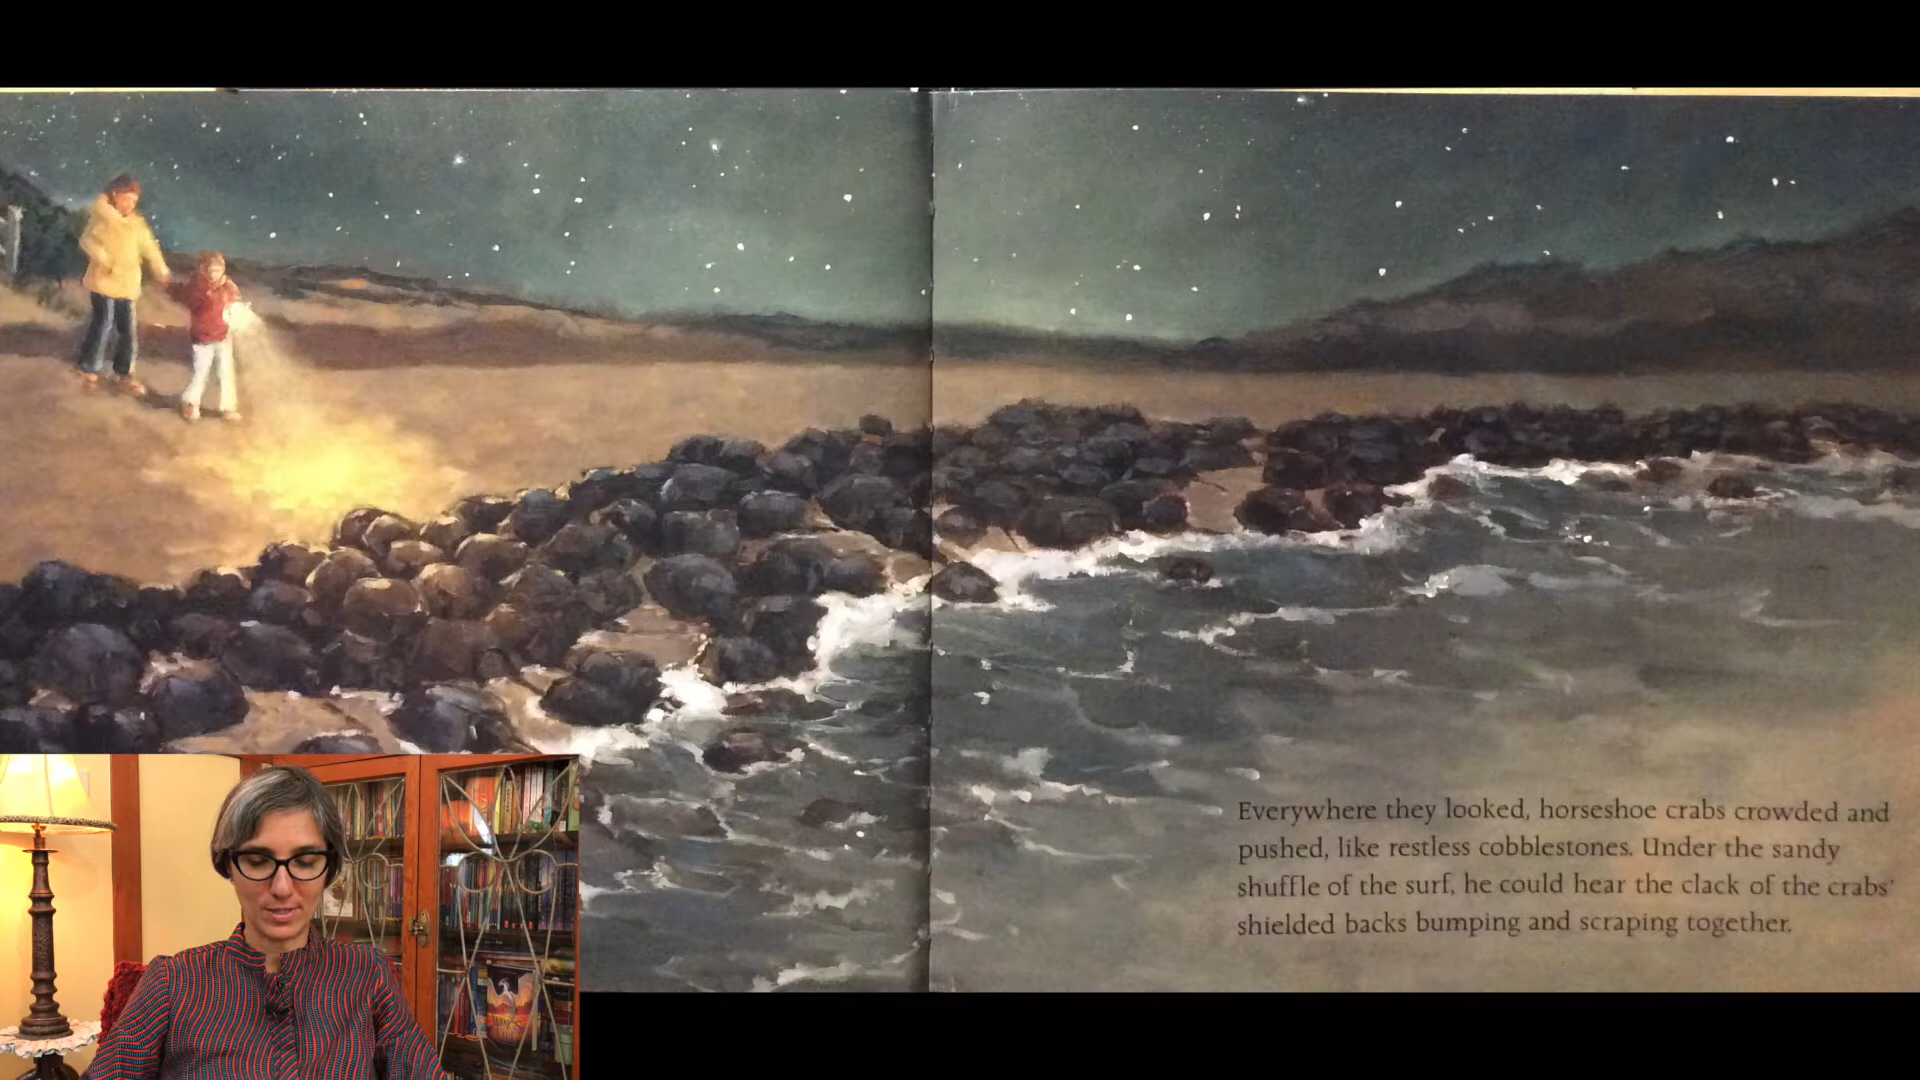 Everywhere they looked, horseshoe crabs crowded and
pushed, like restless cobblestones. Under the sandy
shuffle of the surf, he could hear the clack of the crabs'
shielded backs bumping and scraping together.